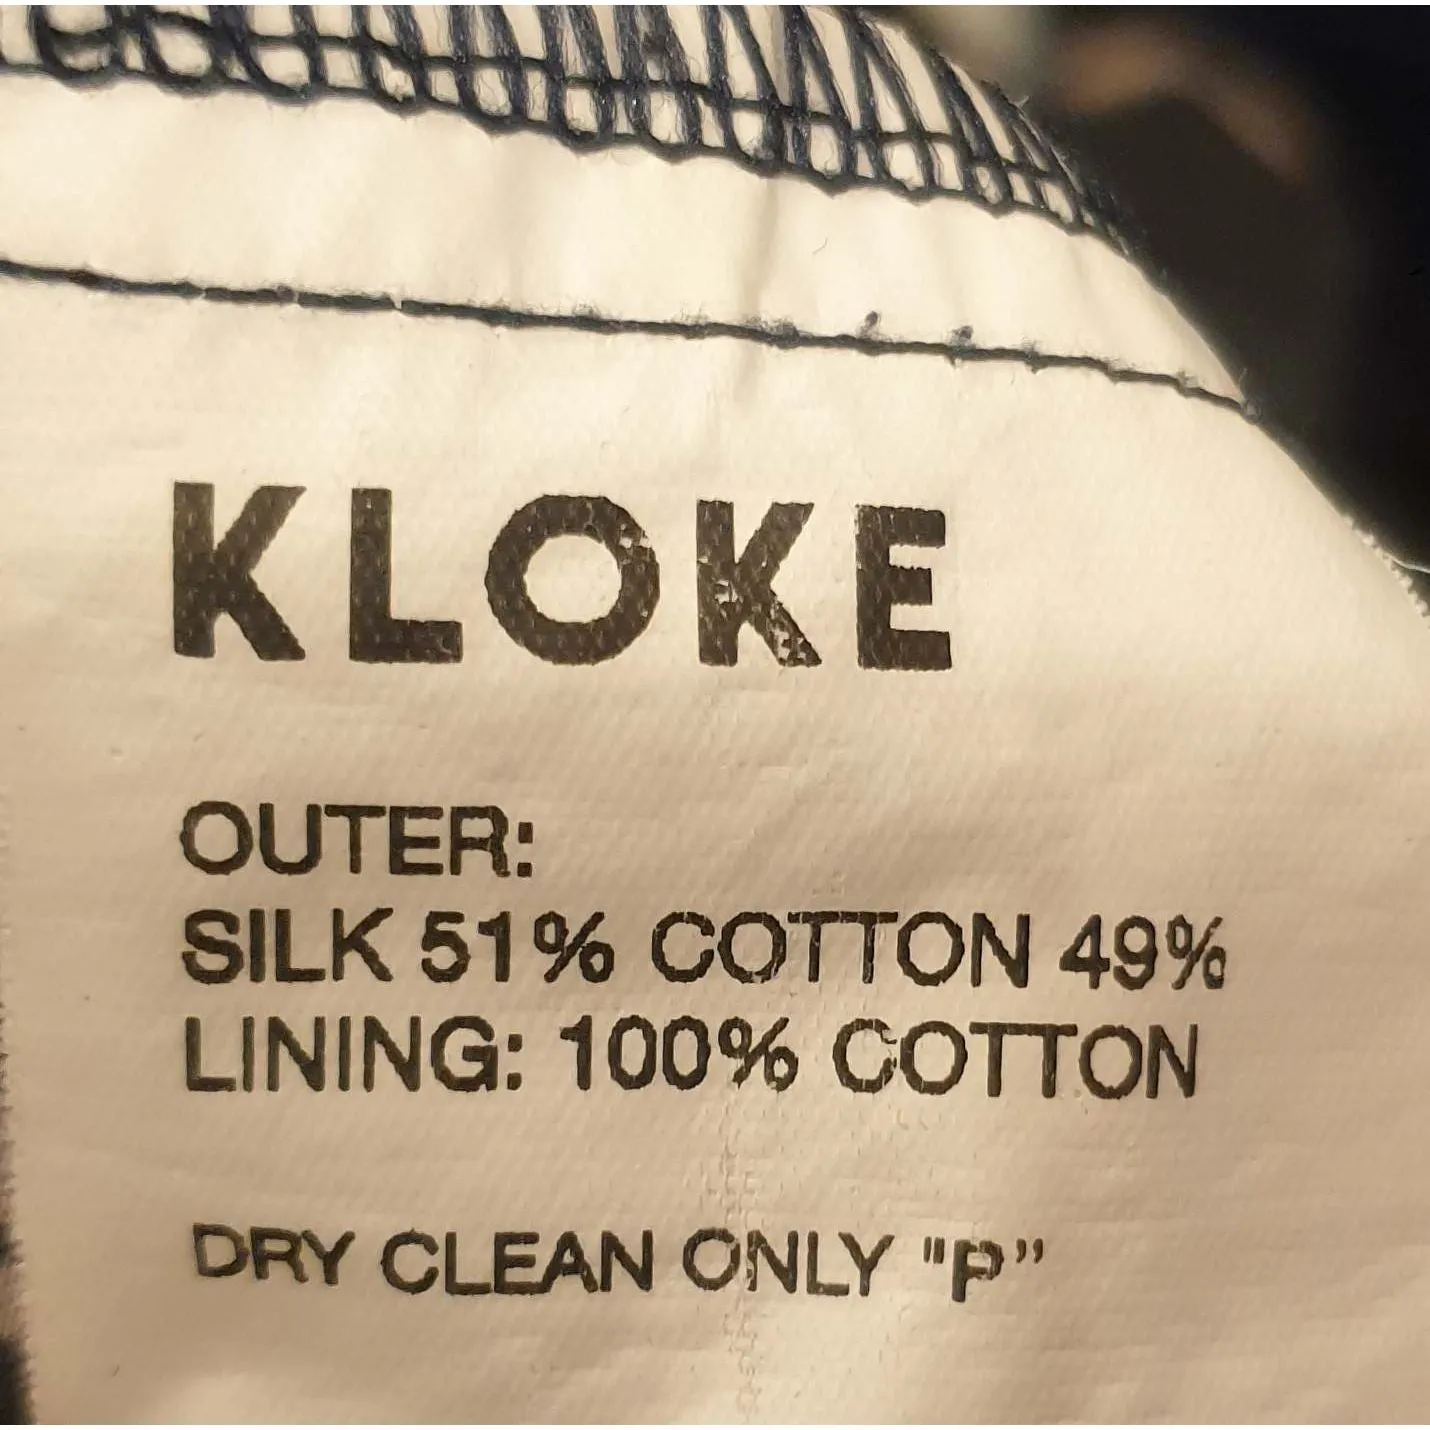 KLOKE
OUTER:
SILK 51% COTTON 49%
LINING: 100% COTTON
DRY CLEAN ONLY "P”